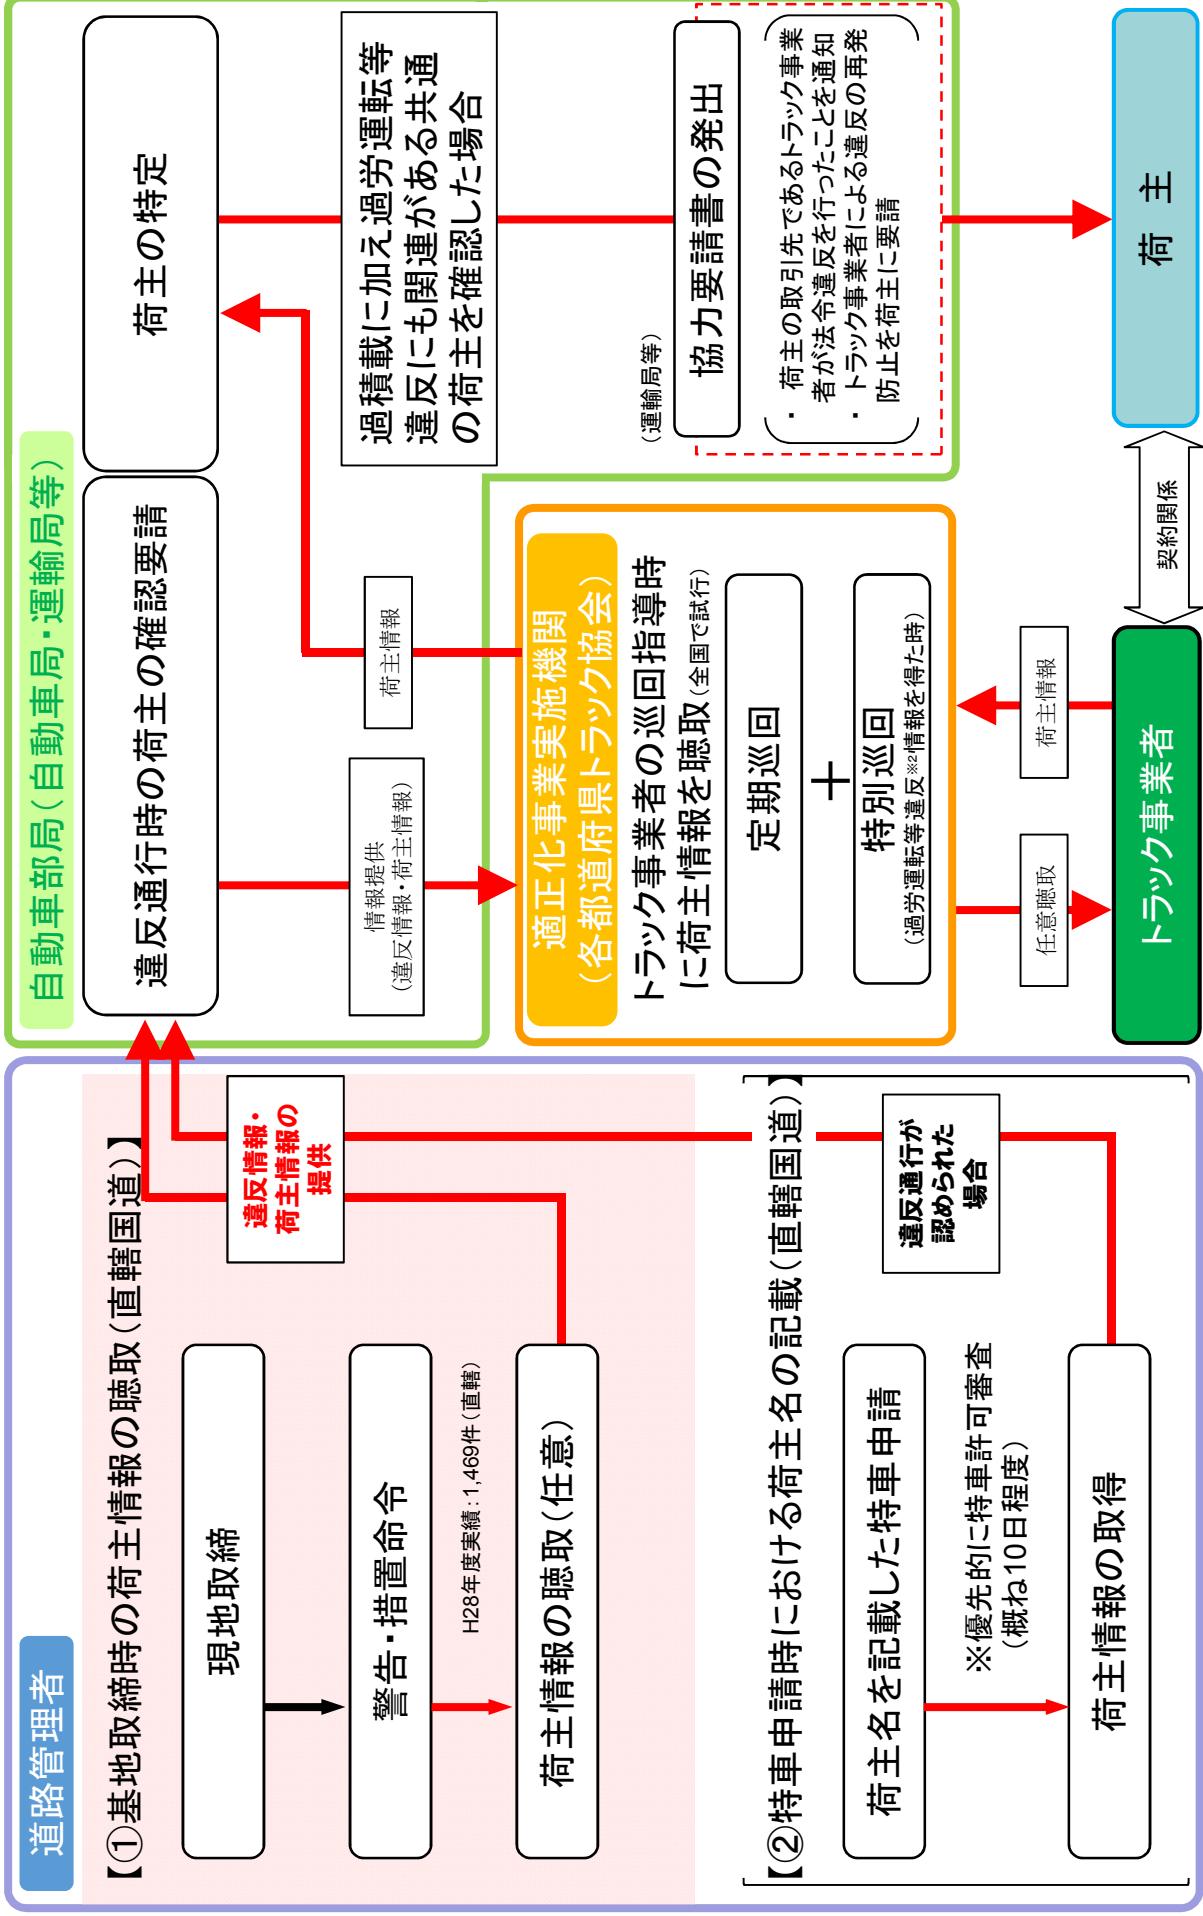 道路管理者
【①基地取締時の荷主情報の聴取（直轄国道）】
現地取締
警告・措置命令
H28年度実績：1,469件（直轄）
荷主情報の聴取（任意）
違反情報・
荷主情報の
提供
【②特車申請時における荷主名の記載（直轄国道）】
荷主名を記載した特車申請
※優先的に特車許可審査
（概ね10日程度）
荷主情報の取得
違反通行が
認められた
場合
自動車部局（自動車局・運輸局等）
違反通行時の荷主の確認要請
荷主の特定
情報提供
（違反情報・荷主情報）
荷主情報
過積載に加え過労運転等
違反にも関連がある共通
の荷主を確認した場合
（運輸局等）
協力要請書の発出
・ 荷主の取引先であるトラック事業
者が法令違反を行ったことを通知
・ トラック事業者による違反の再発
防止を荷主に要請
適正化事業実施機関
（各都道府県トラック協会）
トラック事業者の巡回指導時
に荷主情報を聴取（全国で試行）
定期巡回
＋
特別巡回
（過労運転等違反※2情報を得た時）
任意聴取
荷主情報
トラック事業者
契約関係
荷 主